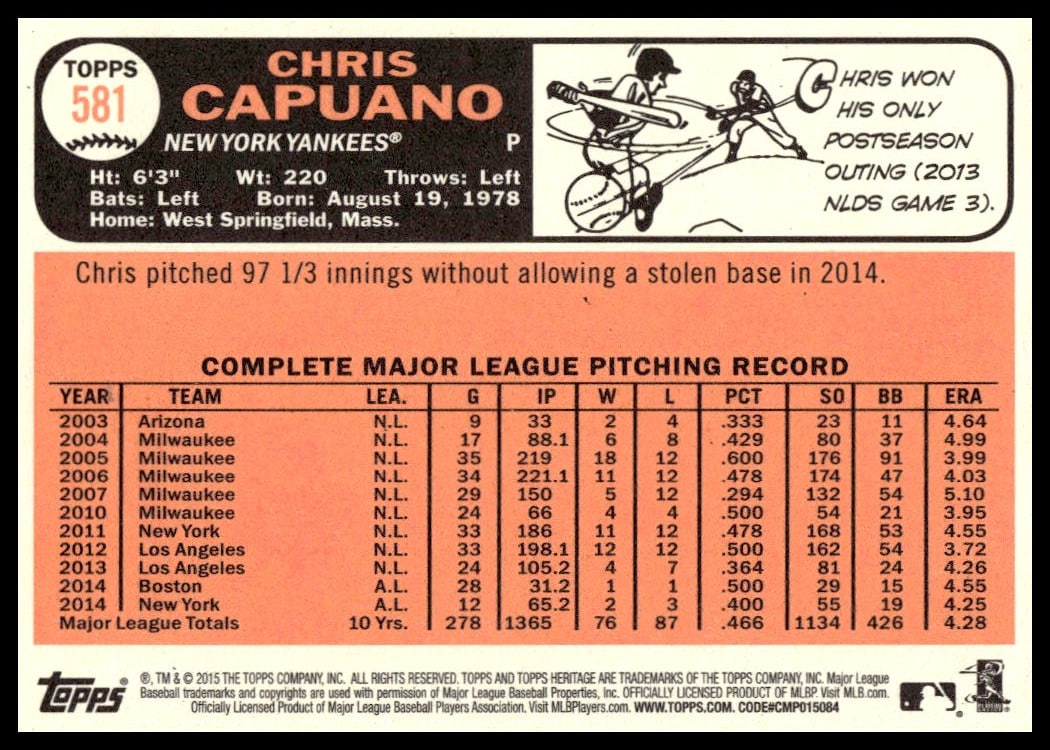 TOPPS
581
CHRIS
CAPUANO
NEW YORK YANKEES® P
Ht: 6'3" Wt: 220 Throws: Left
Bats: Left Born: August 19, 1978
Home: West Springfield, Mass.
CHRIS WON
HIS ONLY
POSTSEASON
OUTING (2013
NLDS GAME 3).
Chris pitched 97 1/3 innings without allowing a stolen base in 2014.
COMPLETE MAJOR LEAGUE PITCHING RECORD
YEAR TEAM LEA. G IP W L PCT SO BB ERA
2003 Arizona N.L. 9 33 2 4 .333 23 11 4.64
2004 Milwaukee N.L. 17 88.1 6 8 .429 80 37 4.99
2005 Milwaukee N.L. 35 219 18 12 .600 176 91 3.99
2006 Milwaukee N.L. 34 221.1 11 12 .478 174 47 4.03
2007 Milwaukee N.L. 29 150 5 12 .294 132 54 5.10
2010 Milwaukee N.L. 24 66 4 4 .500 54 21 3.95
2011 New York N.L. 33 186 11 12 .478 168 53 4.55
2012 Los Angeles N.L. 33 198.1 12 12 .500 162 54 3.72
2013 Los Angeles N.L. 24 105.2 4 7 .364 81 24 4.26
2014 Boston A.L. 28 31.2 1 1 .500 29 15 4.55
2014 New York A.L. 12 65.2 2 3 .400 55 19 4.25
Major League Totals 10 Yrs. 278 1365 76 87 .466 1134 426 4.28
topps®
®, TM & © 2015 THE TOPPS COMPANY, INC. ALL RIGHTS RESERVED. TOPPS AND TOPPS HERITAGE ARE TRADEMARKS OF THE TOPPS COMPANY, INC. Major League
Baseball trademarks and copyrights are used with permission of Major League Baseball Properties, Inc. OFFICIALLY LICENSED PRODUCT OF MLBP. Visit MLB.com.
Officially Licensed Product of Major League Baseball Players Association. Visit MLBPlayers.com. WWW.TOPPS.COM. CODE#CMP015084